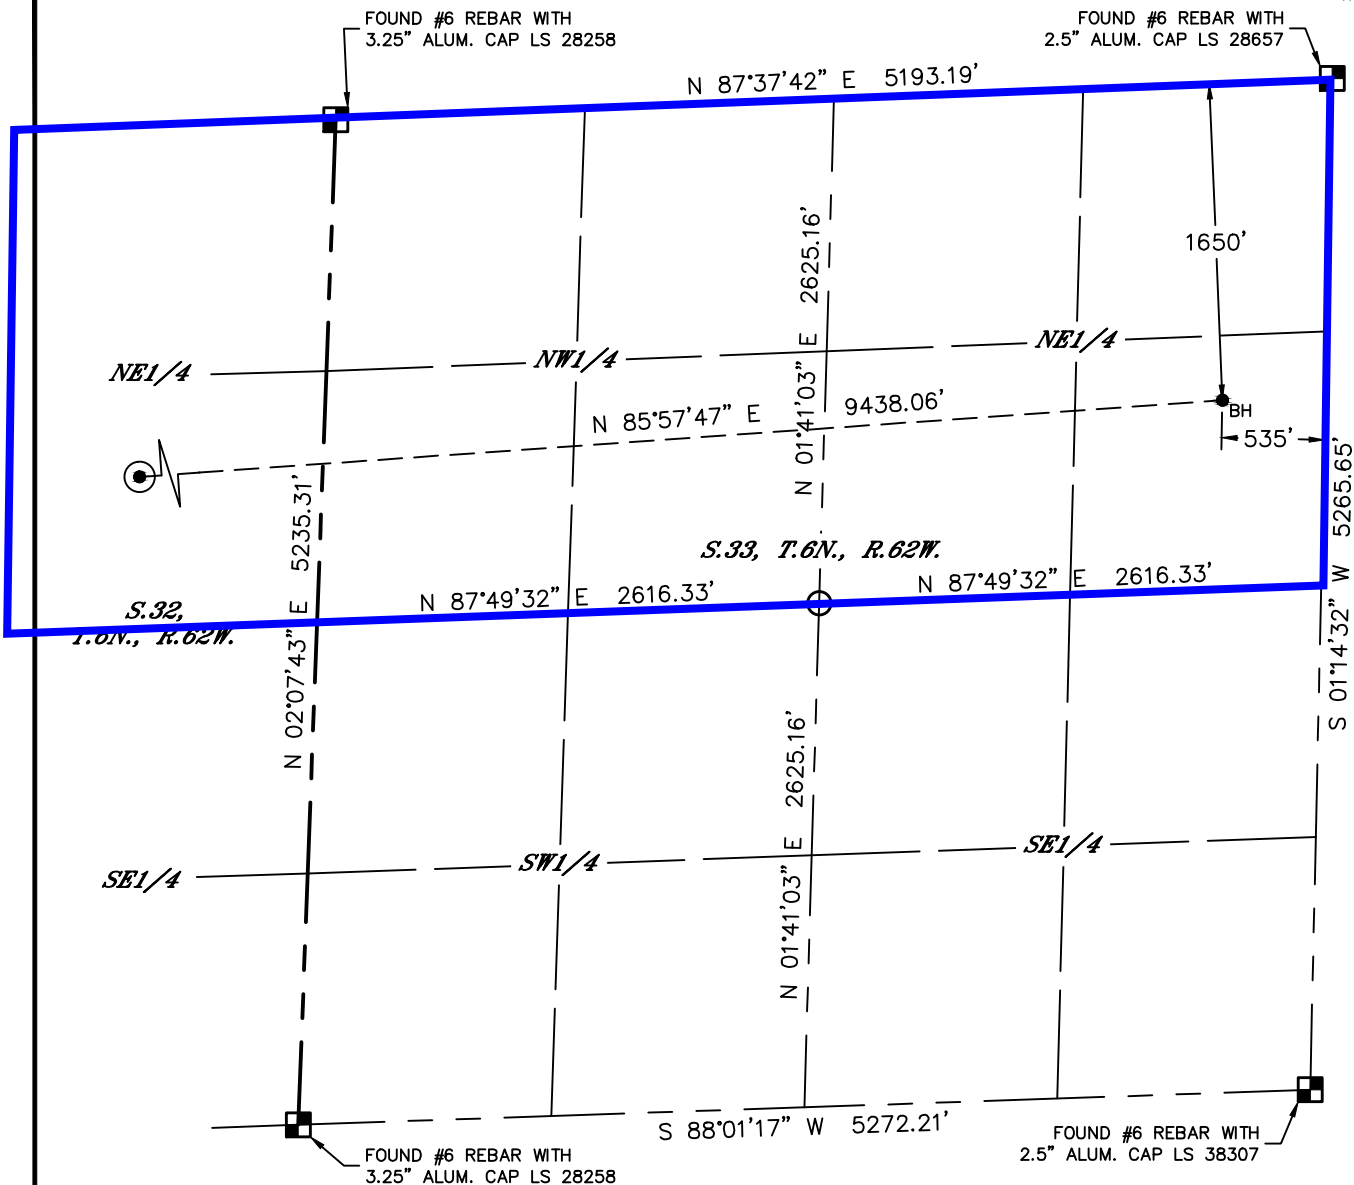 FOUND #6 REBAR WITH
3.25" ALUM. CAP LS 28258
FOUND #6 REBAR WITH
2.5" ALUM. CAP LS 28657
N 87°37'42" E 5193.19'
N 01°41'03" E 2625.16'
1650'
NE1/4
NW1/4
NE1/4
N 85°57'47" E 9438.06'
BH
535'
N 02°07'43" E 5235.31'
S 01°14'32" W 5265.65'
S.33, T.6N., R.62W.
N 87°49'32" E 2616.33'
N 87°49'32" E 2616.33'
S.32,
T.6N., R.62W.
N 01°41'03" E 2625.16'
SE1/4
SW1/4
SE1/4
S 88°01'17" W 5272.21'
FOUND #6 REBAR WITH
3.25" ALUM. CAP LS 28258
FOUND #6 REBAR WITH
2.5" ALUM. CAP LS 38307